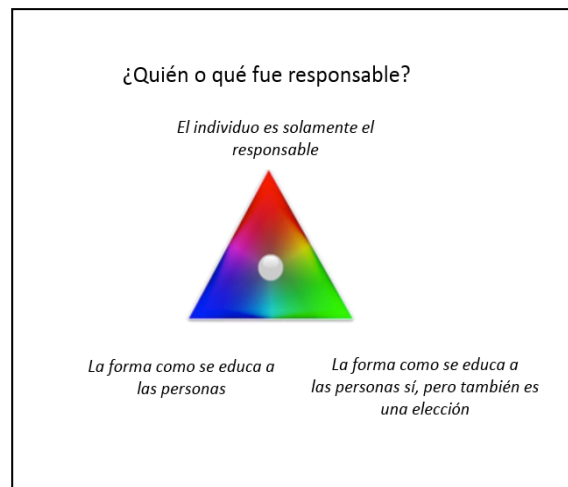 ¿Quién o qué fue responsable?
El individuo es solamente el
responsable
La forma como se educa a
las personas
La forma como se educa a
las personas sí, pero también es
una elección